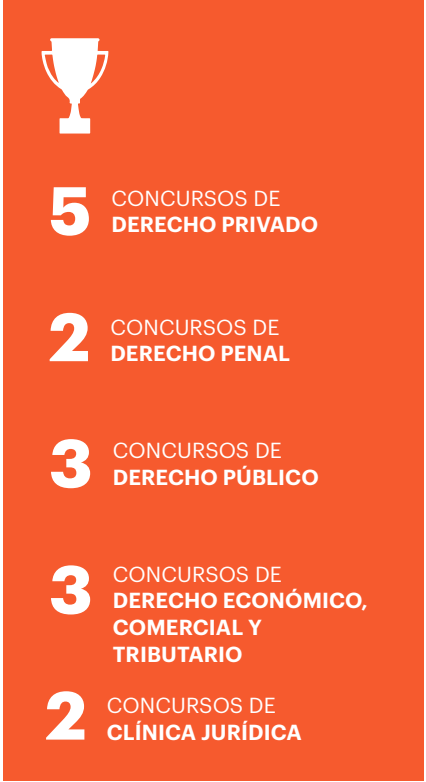 5 CONCURSOS DE
DERECHO PRIVADO
2 CONCURSOS DE
DERECHO PENAL
3 CONCURSOS DE
DERECHO PÚBLICO
3 CONCURSOS DE
DERECHO ECONÓMICO,
COMERCIAL Y
TRIBUTARIO
2 CONCURSOS DE
CLÍNICA JURÍDICA